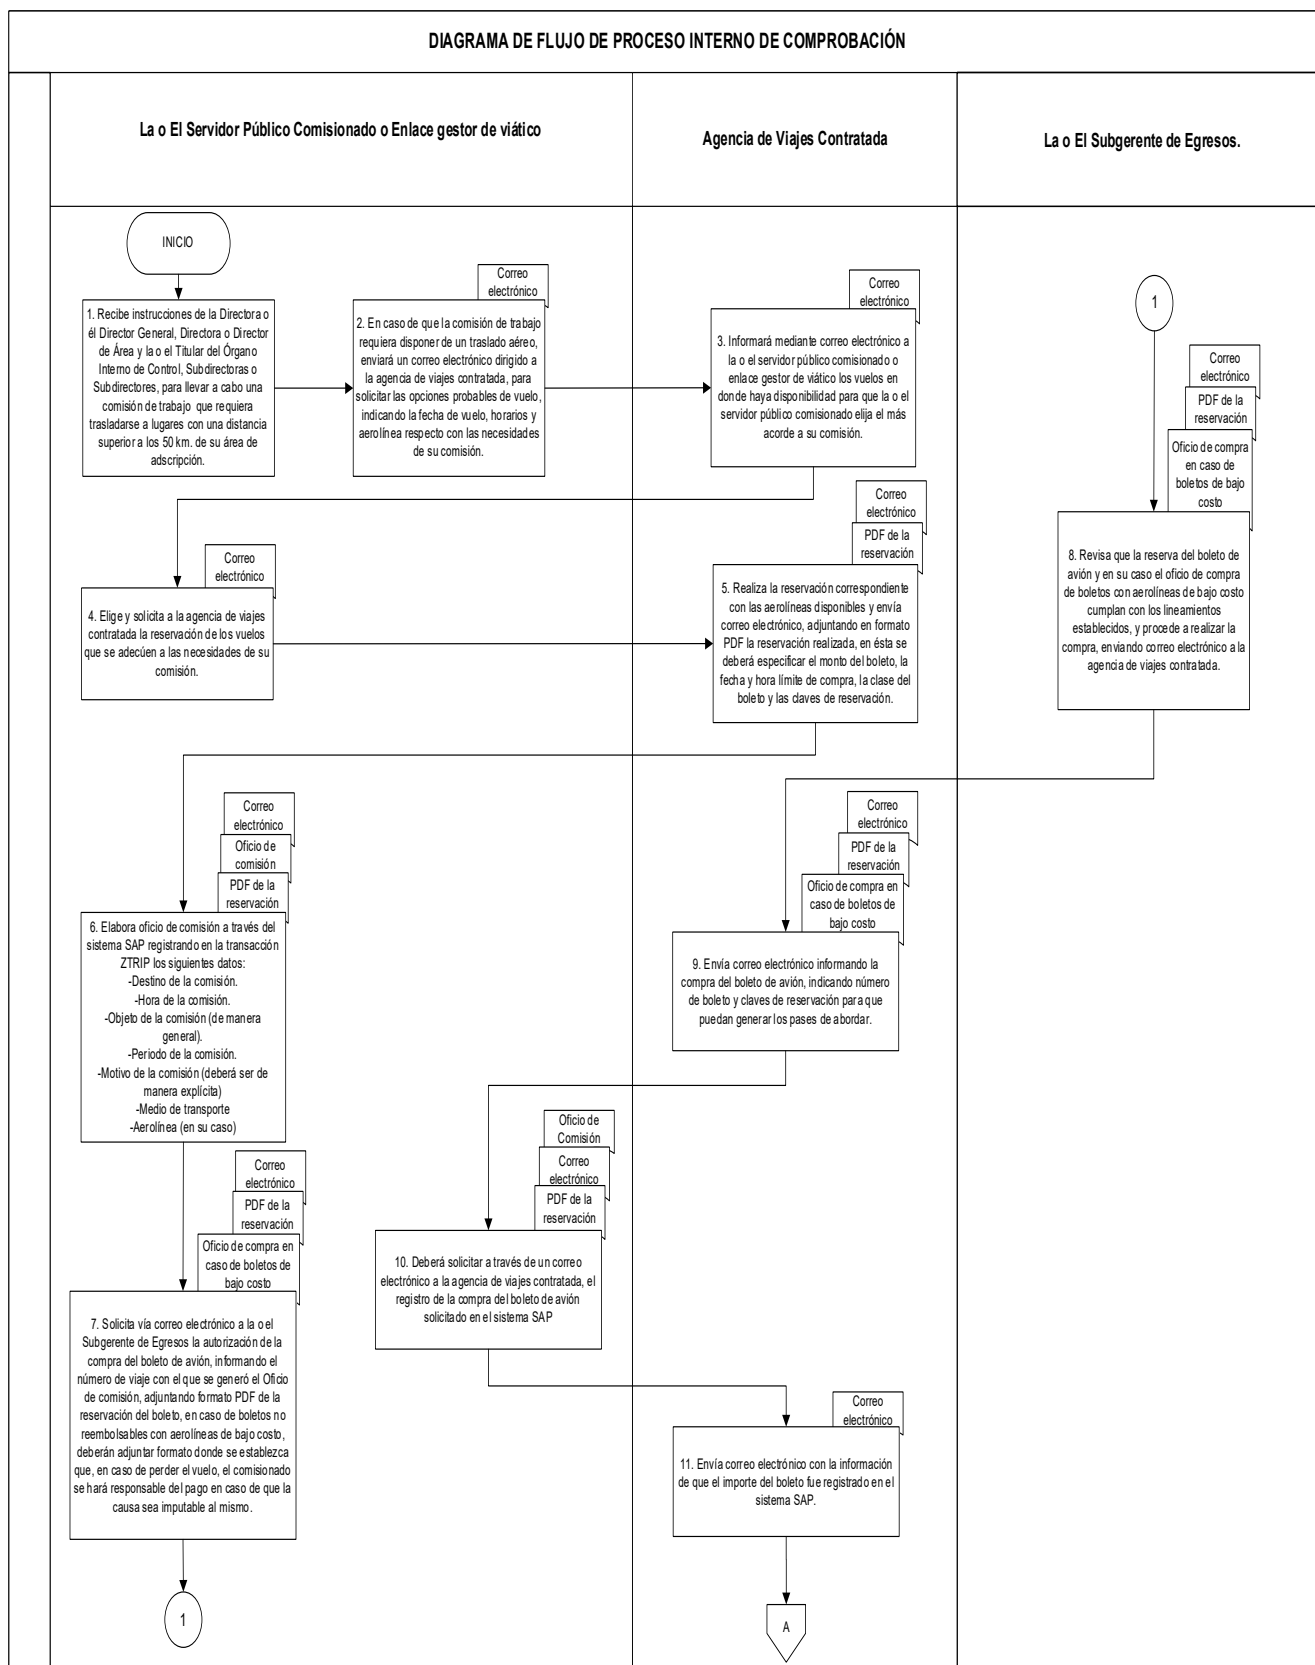 DIAGRAMA DE FLUJO DE PROCESO INTERNO DE COMPROBACIÓN
La o El Servidor Público Comisionado o Enlace gestor de viático
Agencia de Viajes Contratada
La o El Subgerente de Egresos.
INICIO
1. Recibe instrucciones de la Directora o
él Director General, Directora o Director
de Área y la o el Titular del Órgano
Interno de Control, Subdirectoras o
Subdirectores, para llevar a cabo una
comisión de trabajo que requiera
trasladarse a lugares con una distancia
superior a los 50 km. de su área de
adscripción.
Correo
electrónico
2. En caso de que la comisión de trabajo
requiera disponer de un traslado aéreo,
enviará un correo electrónico dirigido a
la agencia de viajes contratada, para
solicitar las opciones probables de vuelo,
indicando la fecha de vuelo, horarios y
aerolínea respecto con las necesidades
de su comisión.
Correo
electrónico
3. Informará mediante correo electrónico a
la o el servidor público comisionado o
enlace gestor de viático los vuelos en
donde haya disponibilidad para que la o el
servidor público comisionado elija el más
acorde a su comisión.
Correo
electrónico
4. Elige y solicita a la agencia de viajes
contratada la reservación de los vuelos
que se adecúen a las necesidades de su
comisión.
Correo
electrónico
PDF de la
reservación
5. Realiza la reservación correspondiente
con las aerolíneas disponibles y envía
correo electrónico, adjuntando en formato
PDF la reservación realizada, en ésta se
deberá especificar el monto del boleto, la
fecha y hora límite de compra, la clase del
boleto y las claves de reservación.
Correo
electrónico
Oficio de
comisión
PDF de la
reservación
6. Elabora oficio de comisión a través del
sistema SAP registrando en la transacción
ZTRIP los siguientes datos:
-Destino de la comisión.
-Hora de la comisión.
-Objeto de la comisión (de manera
general).
-Periodo de la comisión.
-Motivo de la comisión (deberá ser de
manera explícita)
-Medio de transporte
-Aerolínea (en su caso)
Correo
electrónico
PDF de la
reservación
Oficio de compra en
caso de boletos de
bajo costo
7. Solicita vía correo electrónico a la o el
Subgerente de Egresos la autorización de la
compra del boleto de avión, informando el
número de viaje con el que se generó el Oficio
de comisión, adjuntando formato PDF de la
reservación del boleto, en caso de boletos no
reembolsables con aerolíneas de bajo costo,
deberán adjuntar formato donde se establezca
que, en caso de perder el vuelo, el comisionado
se hará responsable del pago en caso de que la
causa sea imputable al mismo.
1
1
Correo
electrónico
PDF de la
reservación
Oficio de compra
en caso de
boletos de bajo
costo
8. Revisa que la reserva del boleto de
avión y en su caso el oficio de compra
de boletos con aerolíneas de bajo costo
cumplan con los lineamientos
establecidos, y procede a realizar la
compra, enviando correo electrónico a la
agencia de viajes contratada.
Correo
electrónico
PDF de la
reservación
Oficio de compra en
caso de boletos de
bajo costo
9. Envía correo electrónico informando la
compra del boleto de avión, indicando número
de boleto y claves de reservación para que
puedan generar los pases de abordar.
Oficio de
Comisión
Correo
electrónico
PDF de la
reservación
10. Deberá solicitar a través de un correo
electrónico a la agencia de viajes contratada, el
registro de la compra del boleto de avión
solicitado en el sistema SAP
Correo
electrónico
11. Envía correo electrónico con la información
de que el importe del boleto fue registrado en el
sistema SAP.
A